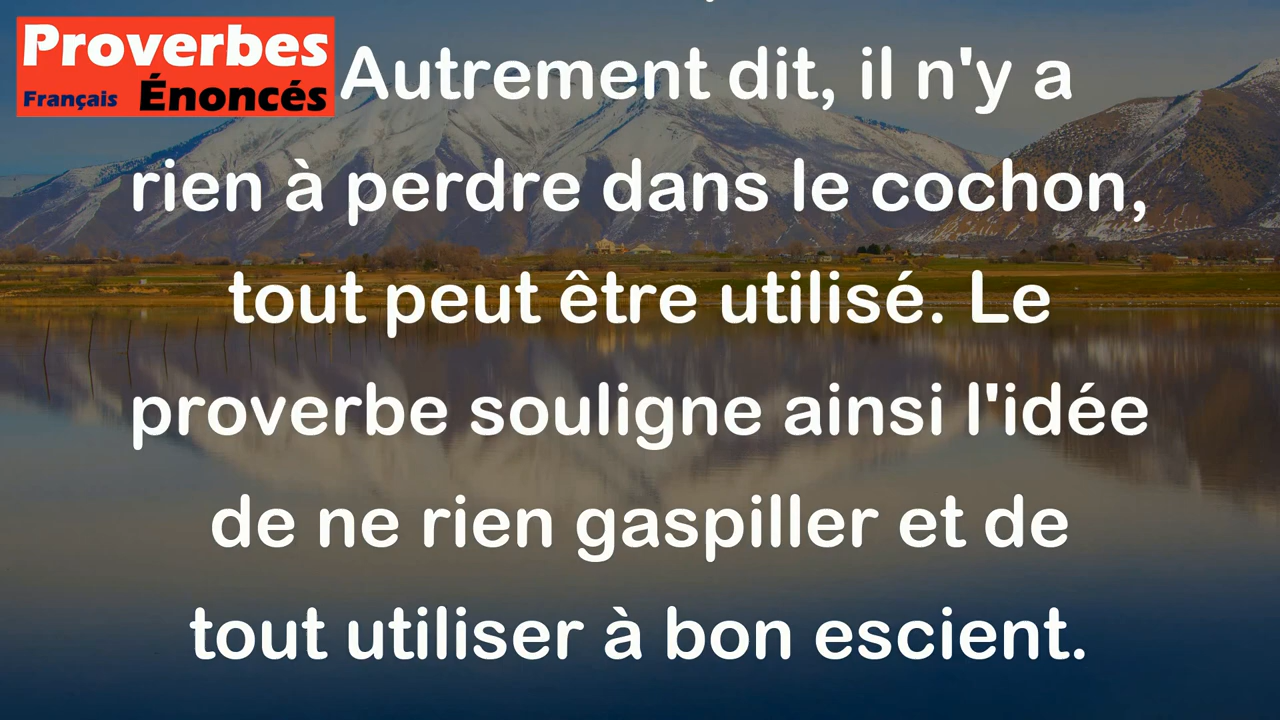 Proverbes
Français Énoncés
Autrement dit, il n'y a
rien à perdre dans le cochon,
tout peut être utilisé. Le
proverbe souligne ainsi l'idée
de ne rien gaspiller et de
tout utiliser à bon escient.